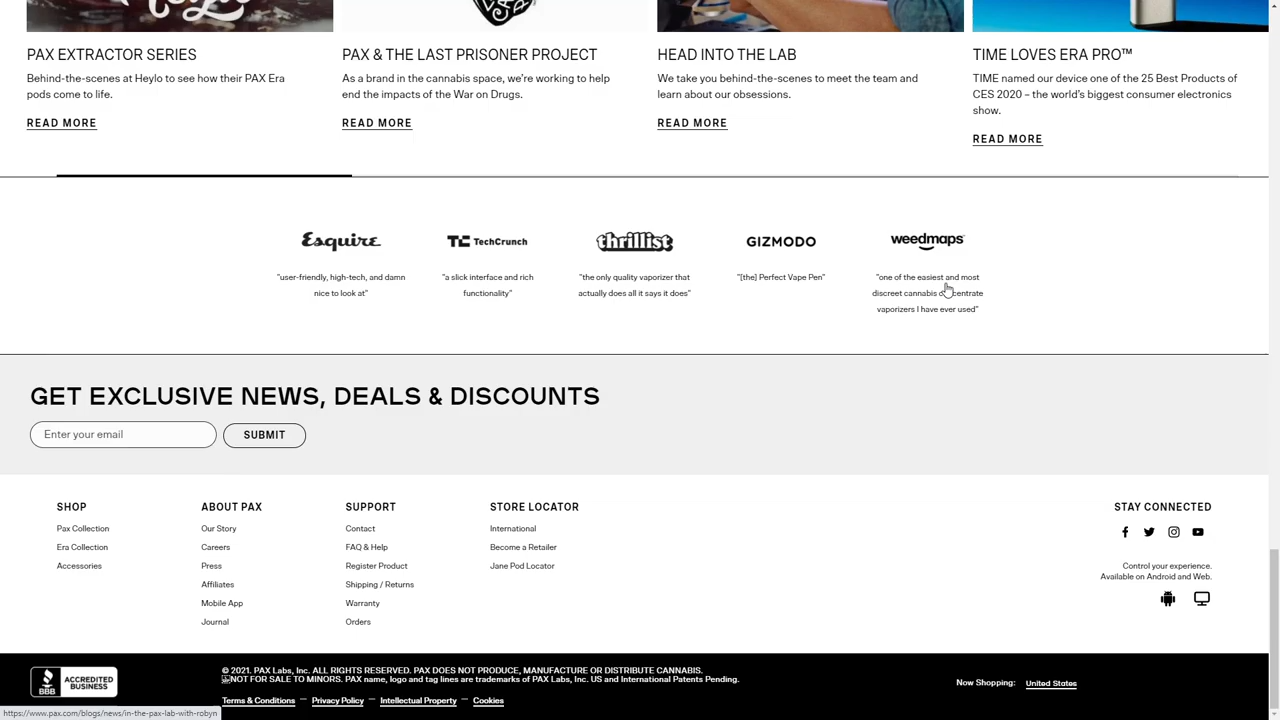 PAX EXTRACTOR SERIES
Behind-the-scenes at Heylo to see how their PAX Era
pods come to life.
READ MORE
PAX & THE LAST PRISONER PROJECT
As a brand in the cannabis space, we're working to help
end the impacts of the War on Drugs.
READ MORE
HEAD INTO THE LAB
We take you behind-the-scenes to meet the team and
learn about our obsessions.
READ MORE
TIME LOVES ERA PRO™
TIME named our device one of the 25 Best Products of
CES 2020 – the world's biggest consumer electronics
show.
READ MORE
Esquire
"user-friendly, high-tech, and damn
nice to look at"
TechCrunch
"a slick interface and rich
functionality"
thrillist
"the only quality vaporizer that
actually does all it says it does"
GIZMODO
"[the] Perfect Vape Pen"
weedmaps
"one of the easiest and most
discreet cannabis
vaporizers I have ever used"
GET EXCLUSIVE NEWS, DEALS & DISCOUNTS
Enter your email
SUBMIT
SHOP
Pax Collection
Era Collection
Accessories
ABOUT PAX
Our Story
Careers
Press
Affiliates
Mobile App
Journal
SUPPORT
Contact
FAQ & Help
Register Product
Shipping / Returns
Warranty
Orders
STORE LOCATOR
International
Become a Retailer
Jane Pod Locator
STAY CONNECTED
Control your experience.
Available on Android and Web.
BBB
ACCREDITED
BUSINESS
© 2021. PAX Labs, Inc. ALL RIGHTS RESERVED. PAX DOES NOT PRODUCE, MANUFACTURE OR DISTRIBUTE CANNABIS.
NOT FOR SALE TO MINORS. PAX name, logo and tag lines are trademarks of PAX Labs, Inc. US and International Patents Pending.
Terms & Conditions — Privacy Policy — Intellectual Property — Cookies
Now Shopping: United States
https://www.pax.com/blogs/news/in-the-pax-lab-with-robyn